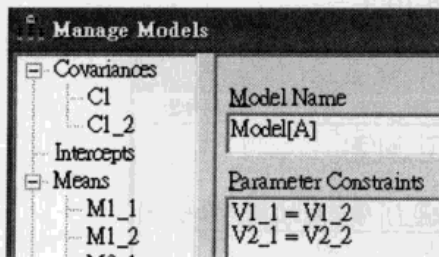 Manage Models
Covariances
C1
C1_2
Intercepts
Means
M1_1
M1_2
Model Name
Model[A]
Parameter Constraints
V1_1 = V1_2
V2_1 = V2_2